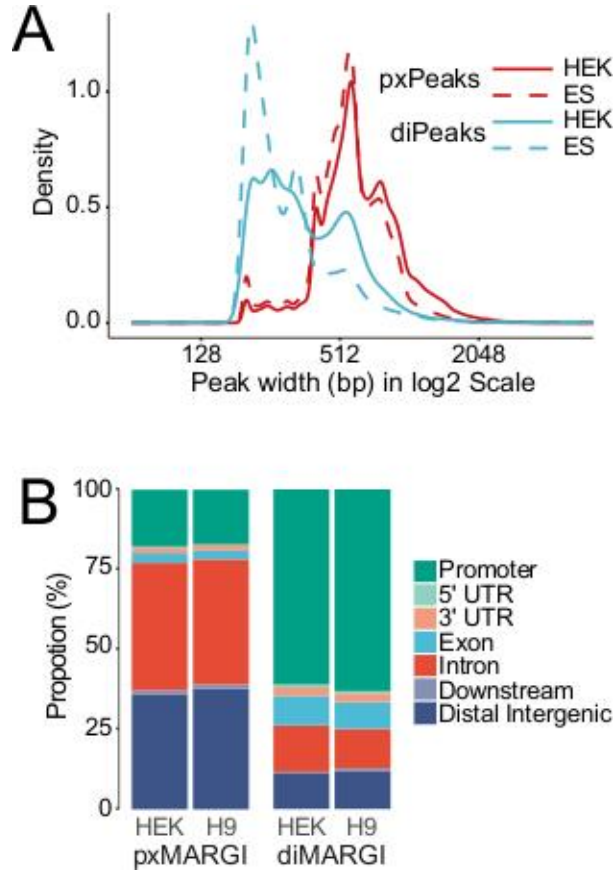 A
pxPeaks
HEK
ES
diPeaks
HEK
ES
Density
1.0
0.5
0.0
128 512 2048
Peak width (bp) in log2 Scale
B
Propotion (%)
100
75
50
25
0
Promoter
5' UTR
3' UTR
Exon
Intron
Downstream
Distal Intergenic
HEK H9 HEK H9
pxMARGI diMARGI